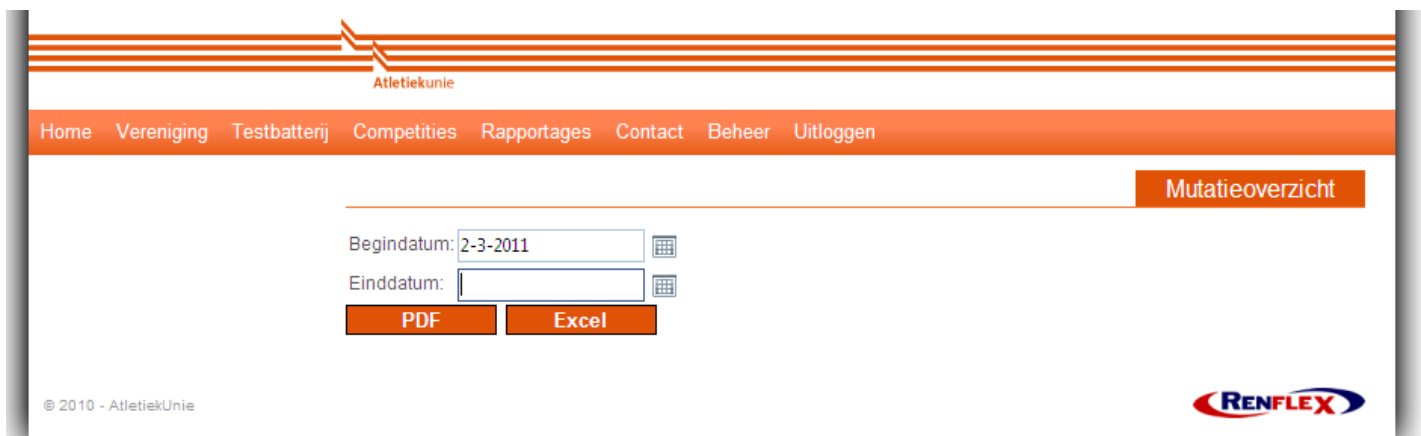 Atletiekunie
Home Vereniging Testbatterij Competities Rapportages Contact Beheer Uitloggen
Mutatieoverzicht
Begindatum: 2-3-2011
Einddatum:
PDF Excel
© 2010 - AtletiekUnie
RENFLEX